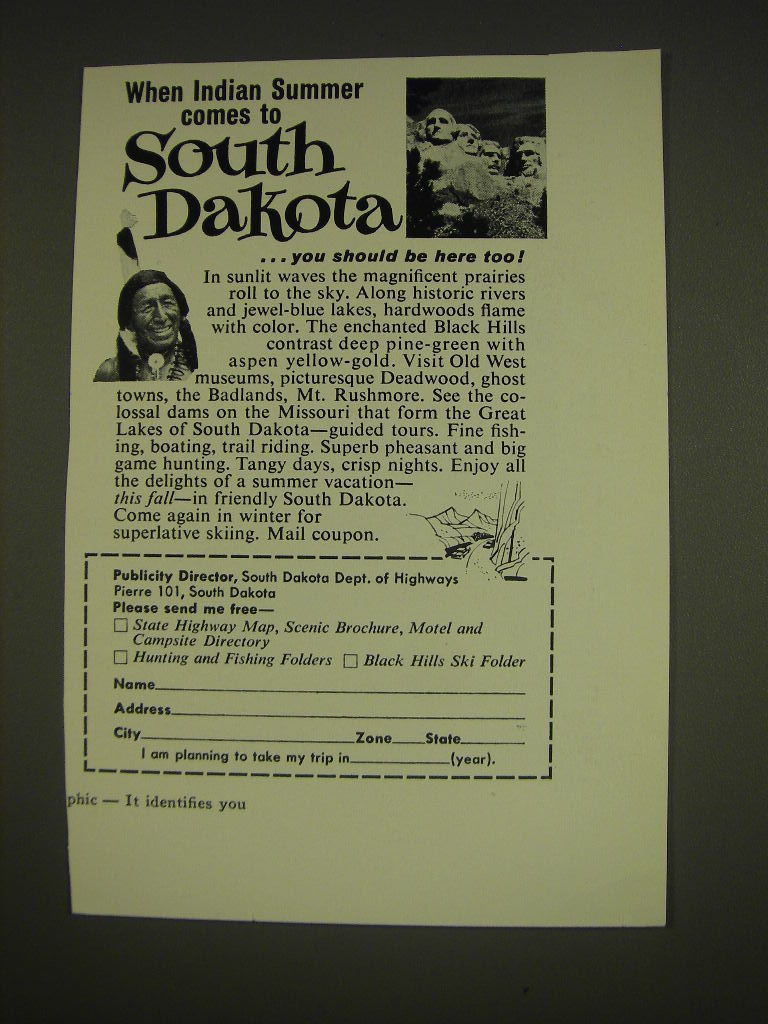 When Indian Summer
comes to
South
Dakota
...you should be here too!
In sunlit waves the magnificent prairies
roll to the sky. Along historic rivers
and jewel-blue lakes, hardwoods flame
with color. The enchanted Black Hills
contrast deep pine-green with
aspen yellow-gold. Visit Old West
museums, picturesque Deadwood, ghost
towns, the Badlands, Mt. Rushmore. See the co-
lossal dams on the Missouri that form the Great
Lakes of South Dakota—guided tours. Fine fish-
ing, boating, trail riding. Superb pheasant and big
game hunting. Tangy days, crisp nights. Enjoy all
the delights of a summer vacation—
this fall—in friendly South Dakota.
Come again in winter for
superlative skiing. Mail coupon.
Publicity Director, South Dakota Dept. of Highways
Pierre 101, South Dakota
Please send me free—
State Highway Map, Scenic Brochure, Motel and
Campsite Directory
Hunting and Fishing Folders Black Hills Ski Folder
Name
Address
City Zone State
I am planning to take my trip in (year).
phic — It identifies you